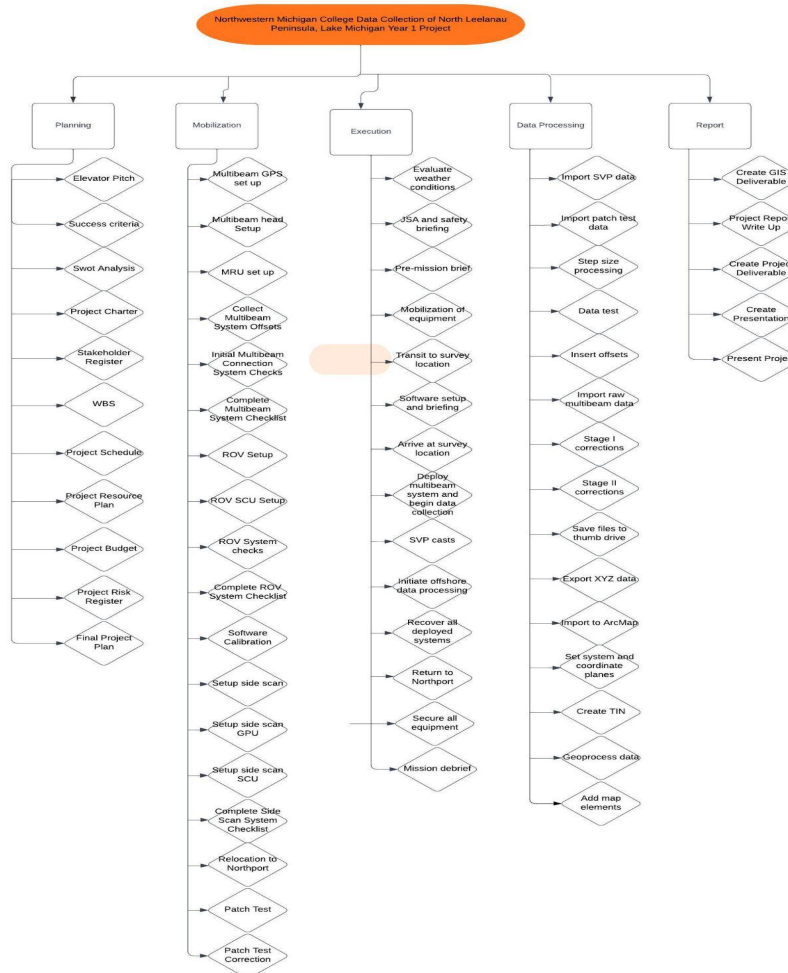 Northwestern Michigan College Data Collection of North Leelanau
Peninsula, Lake Michigan Year 1 Project
Planning
Elevator Pitch
Success criteria
Swot Analysis
Project Charter
Stakeholder
Register
WBS
Project Schedule
Project Resource
Plan
Project Budget
Project Risk
Register
Final Project
Plan
Mobilization
Multibeam GPS
set up
Multibeam head
Setup
MRU set up
Collect
Multibeam
System Offsets
Initial Multibeam
Connection
System Checks
Complete
Multibeam
System Checklist
ROV Setup
ROV SCU Setup
ROV System
checks
Complete ROV
System Checklist
Software
Calibration
Setup side scan
Setup side scan
GPU
Setup side scan
SCU
Complete Side
Scan System
Checklist
Relocation to
Northport
Patch Test
Patch Test
Correction
Execution
Evaluate
weather
conditions
JSA and safety
briefing
Pre-mission brief
Mobilization of
equipment
Transit to survey
location
Software setup
and briefing
Arrive at survey
location
Deploy
multibeam
system and
begin data
collection
SVP casts
Initiate offshore
data processing
Recover all
deployed
systems
Return to
Northport
Secure all
equipment
Mission debrief
Data Processing
Import SVP data
Import patch test
data
Step size
processing
Data test
Insert offsets
Import raw
multibeam data
Stage I
corrections
Stage II
corrections
Save files to
thumb drive
Export XYZ data
Import to ArcMap
Set system and
coordinate
planes
Create TIN
Geoprocess data
Add map
elements
Report
Create GIS
Deliverable
Project Report
Write Up
Create Project
Deliverable
Create
Presentation
Present Project